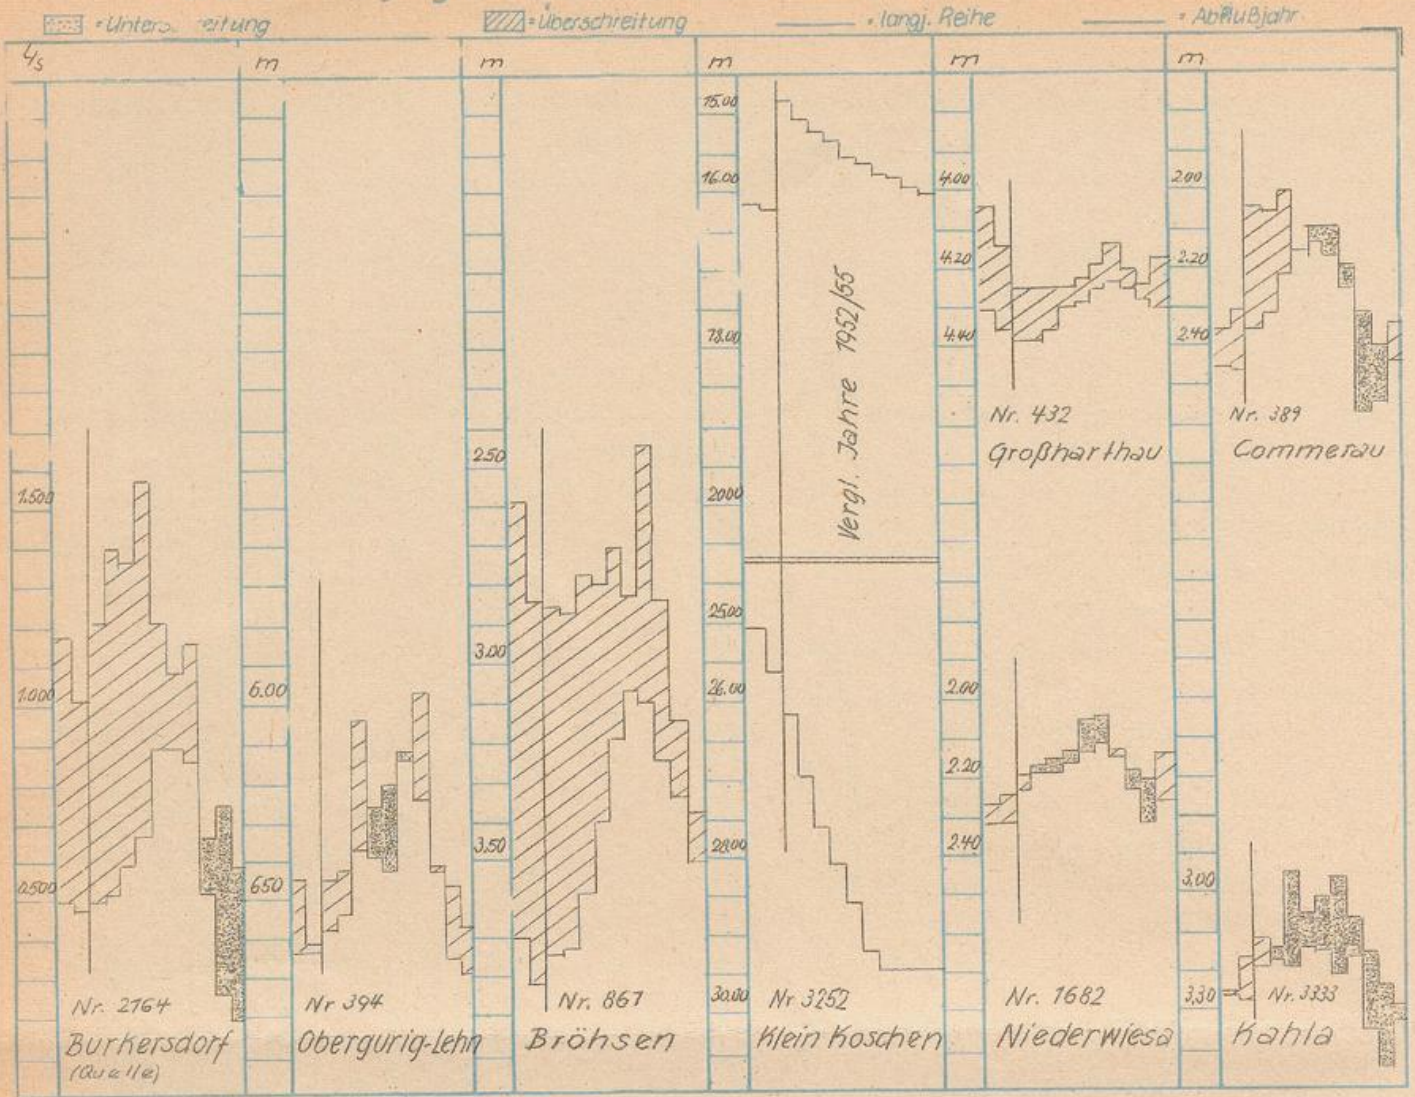 = Überschreitung
= langj. Reihe
= Abflußjahr
l/s
m
m
m
m
m
1.500
1.000
0.500
Nr. 2764
Burkersdorf
(Quelle)
6.00
6.50
Nr 394
Obergurig-Lehn
2.50
3.00
3.50
Nr. 867
Bröhsen
15.00
16.00
18.00
20.00
25.00
26.00
28.00
30.00
Vergl. Jahre 1952/55
Nr 3252
Klein Koschen
4.00
4.20
4.40
Nr. 432
Großharthau
2.00
2.20
2.40
Nr. 1682
Niederwiesa
2.00
2.20
2.40
Nr. 389
Commerau
3.00
3.30
Nr. 3333
Kahla